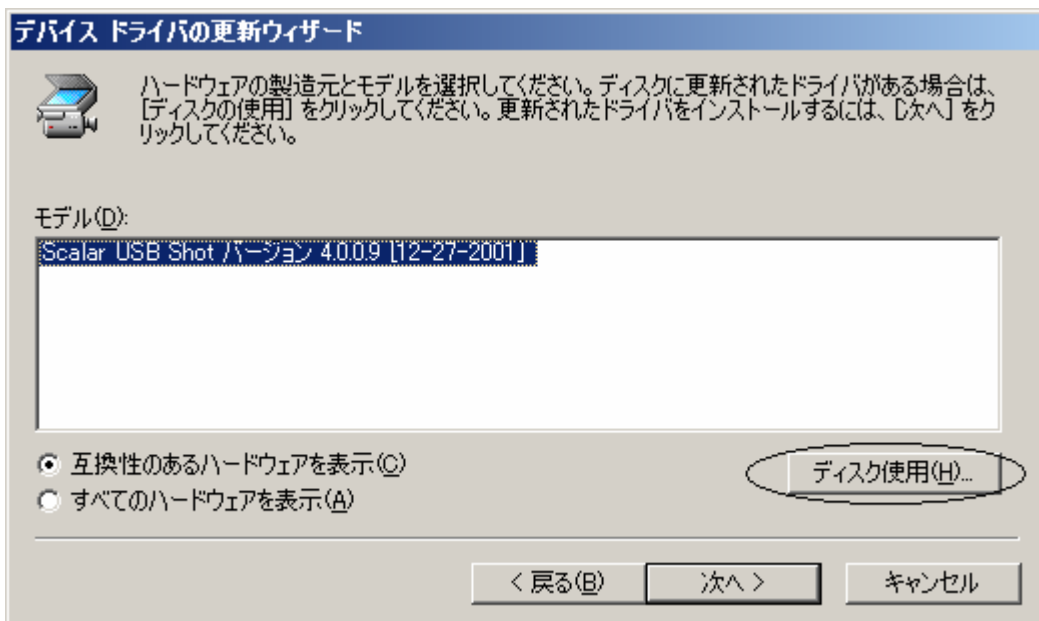 デバイス ドライバの更新ウィザード
ハードウェアの製造元とモデルを選択してください。ディスクに更新されたドライバがある場合は、
[ディスクの使用] をクリックしてください。更新されたドライバをインストールするには、[次へ] をク
リックしてください。
モデル(D):
Scalar USB Shot バージョン 4.0.0.9 [12-27-2001]
互換性のあるハードウェアを表示(C)
ディスク使用(H)...
すべてのハードウェアを表示(A)
< 戻る(B)
次へ >
キャンセル